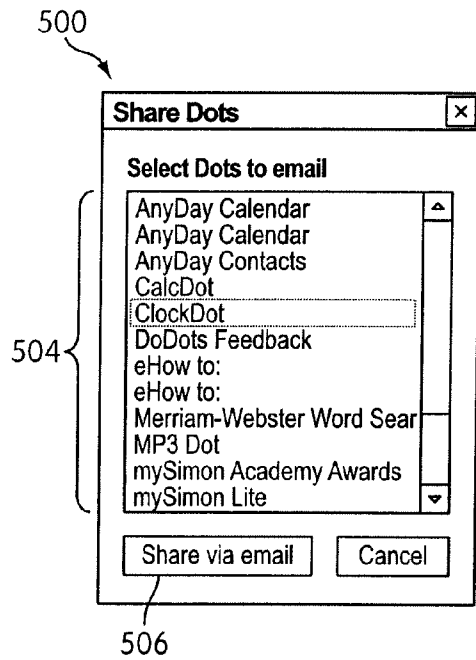 500
Share Dots ×
Select Dots to email
AnyDay Calendar
AnyDay Calendar
AnyDay Contacts
CalcDot
ClockDot
504
DoDots Feedback
eHow to:
eHow to:
Merriam-Webster Word Sear
MP3 Dot
mySimon Academy Awards
mySimon Lite
Share via email Cancel
506